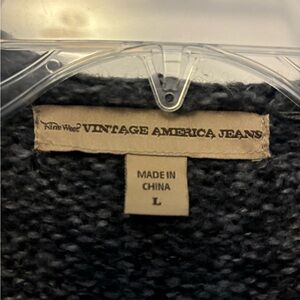 Nine West VINTAGE AMERICA JEANS
MADE IN
CHINA
L